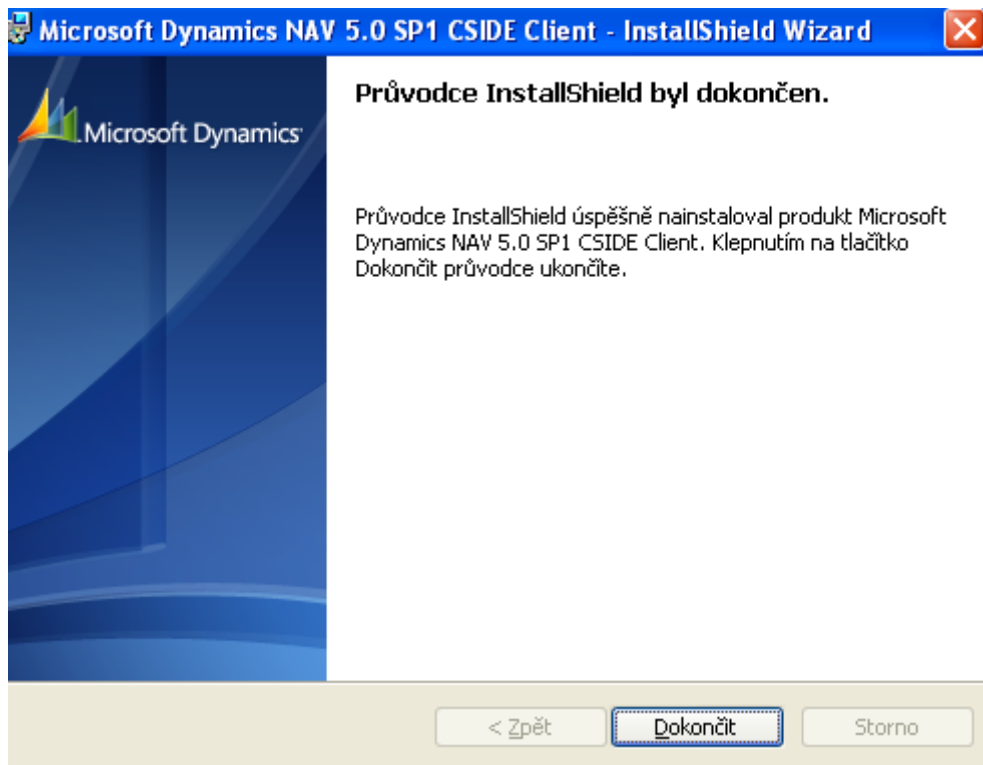 Microsoft Dynamics NAV 5.0 SP1 CSIDE Client - InstallShield Wizard
Microsoft Dynamics
Průvodce InstallShield byl dokončen.
Průvodce InstallShield úspěšně nainstaloval produkt Microsoft
Dynamics NAV 5.0 SP1 CSIDE Client. Klepnutím na tlačítko
Dokončit průvodce ukončíte.
< Zpět
Dokončit
Storno